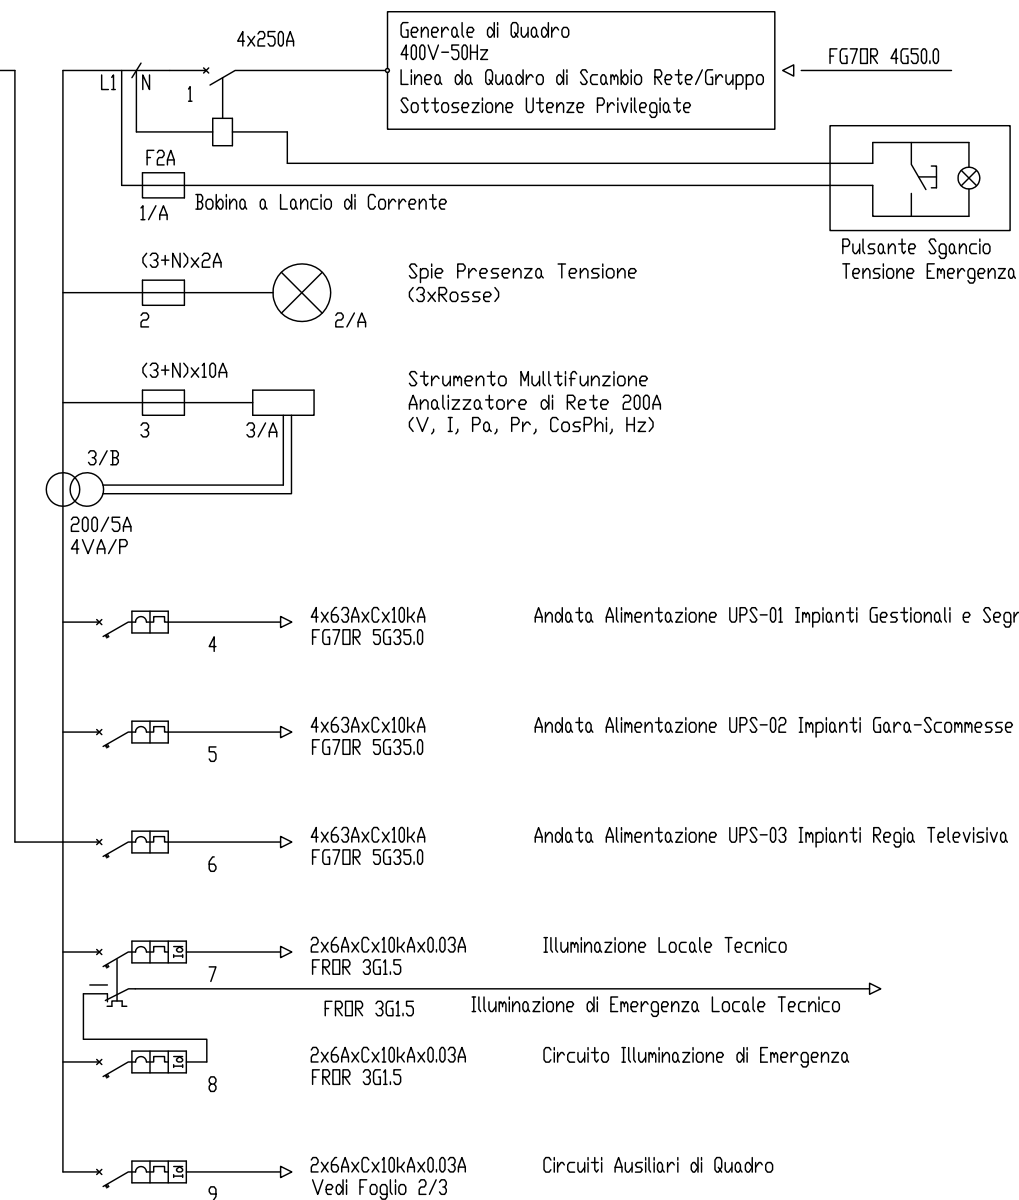 4x250A
Generale di Quadro
400V-50Hz
Linea da Quadro di Scambio Rete/Gruppo
Sottosezione Utenze Privilegiate
FG7OR 4G50.0
L1
N
1
F2A
1/A
Bobina a Lancio di Corrente
Pulsante Sgancio
Tensione Emergenza
(3+N)x2A
2
2/A
Spie Presenza Tensione
(3xRosse)
(3+N)x10A
3
3/A
Strumento Mulltifunzione
Analizzatore di Rete 200A
(V, I, Pa, Pr, CosPhi, Hz)
3/B
200/5A
4VA/P
4
4x63AxCx10kA
FG7OR 5G35.0
Andata Alimentazione UPS-01 Impianti Gestionali e Segr
5
4x63AxCx10kA
FG7OR 5G35.0
Andata Alimentazione UPS-02 Impianti Gara-Scommesse
6
4x63AxCx10kA
FG7OR 5G35.0
Andata Alimentazione UPS-03 Impianti Regia Televisiva
Id
7
2x6AxCx10kAx0.03A
FROR 3G1.5
Illuminazione Locale Tecnico
FROR 3G1.5
Illuminazione di Emergenza Locale Tecnico
Id
8
2x6AxCx10kAx0.03A
FROR 3G1.5
Circuito Illuminazione di Emergenza
Id
9
2x6AxCx10kAx0.03A
Vedi Foglio 2/3
Circuiti Ausiliari di Quadro